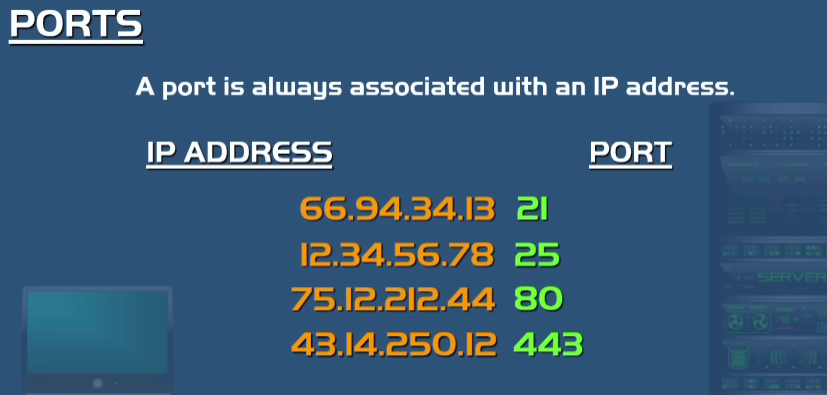 PORTS
A port is always associated with an IP address.
IP ADDRESS PORT
66.94.34.13 21
12.34.56.78 25
75.12.212.44 80
43.14.250.12 443
SERVER